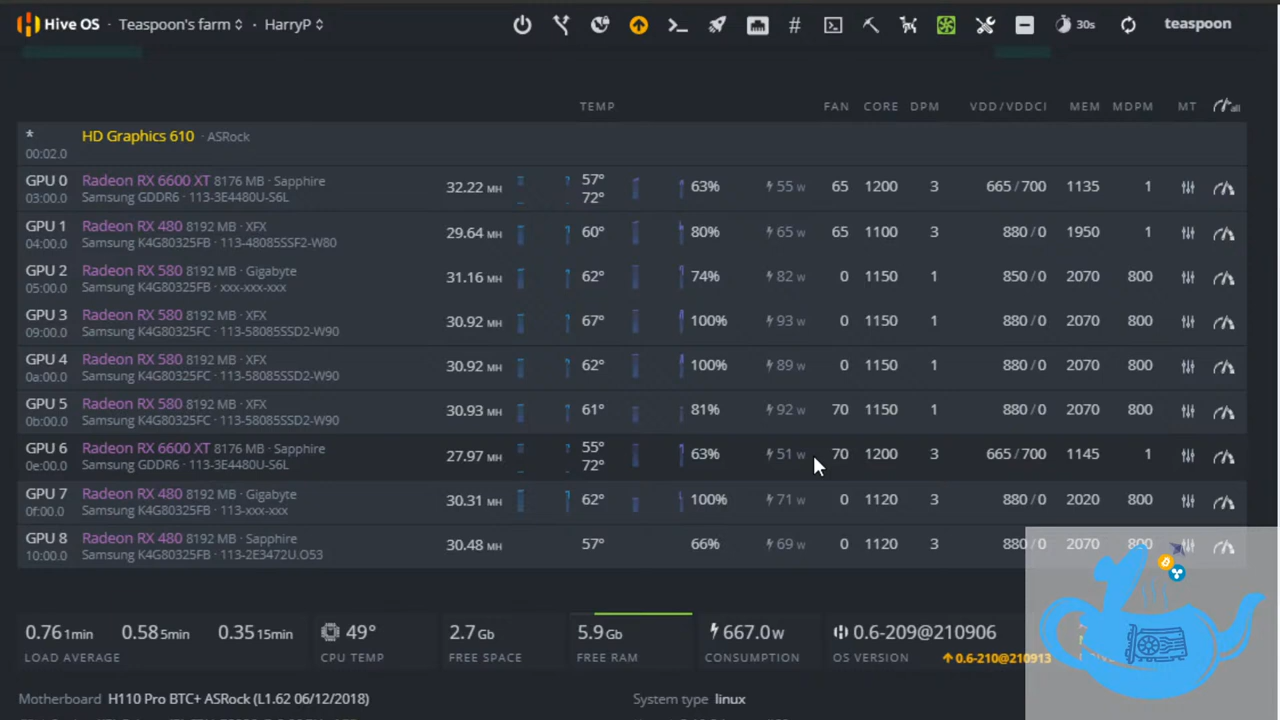 Hive OS Teaspoon's farm HarryP 30s teaspoon
TEMP FAN CORE DPM VDD/VDDCI MEM MDPM MT all
* HD Graphics 610 · ASRock
00:02.0
GPU 0 Radeon RX 6600 XT 8176 MB · Sapphire 32.22 MH 57° 63% 55 w 65 1200 3 665/700 1135 1
03:00.0 Samsung GDDR6 · 113-3E4480U-S6L 72°
GPU 1 Radeon RX 480 8192 MB · XFX 29.64 MH 60° 80% 65 w 65 1100 3 880/0 1950 1
04:00.0 Samsung K4G80325FB · 113-48085SSF2-W80
GPU 2 Radeon RX 580 8192 MB · Gigabyte 31.16 MH 62° 74% 82 w 0 1150 1 850/0 2070 800
05:00.0 Samsung K4G80325FB · xxx-xxx-xxx
GPU 3 Radeon RX 580 8192 MB · XFX 30.92 MH 67° 100% 93 w 0 1150 1 880/0 2070 800
09:00.0 Samsung K4G80325FC · 113-58085SSD2-W90
GPU 4 Radeon RX 580 8192 MB · XFX 30.92 MH 62° 100% 89 w 0 1150 1 880/0 2070 800
0a:00.0 Samsung K4G80325FC · 113-58085SSD2-W90
GPU 5 Radeon RX 580 8192 MB · XFX 30.93 MH 61° 81% 92 w 70 1150 1 880/0 2070 800
0b:00.0 Samsung K4G80325FC · 113-58085SSD2-W90
GPU 6 Radeon RX 6600 XT 8176 MB · Sapphire 27.97 MH 55° 63% 51 w 70 1200 3 665/700 1145 1
0e:00.0 Samsung GDDR6 · 113-3E4480U-S6L 72°
GPU 7 Radeon RX 480 8192 MB · Gigabyte 30.31 MH 62° 100% 71 w 0 1120 3 880/0 2020 800
0f:00.0 Samsung K4G80325FB · 113-xxx-xxx
GPU 8 Radeon RX 480 8192 MB · Sapphire 30.48 MH 57° 66% 69 w 0 1120 3 880/0 2070 800
10:00.0 Samsung K4G80325FB · 113-2E3472U.O53
0.76 1min 0.58 5min 0.35 15min 49° 2.7 Gb 5.9 Gb 667.0w 0.6-209@210906
LOAD AVERAGE CPU TEMP FREE SPACE FREE RAM CONSUMPTION OS VERSION 0.6-210@210913
Motherboard H110 Pro BTC+ ASRock (L1.62 06/12/2018) System type linux